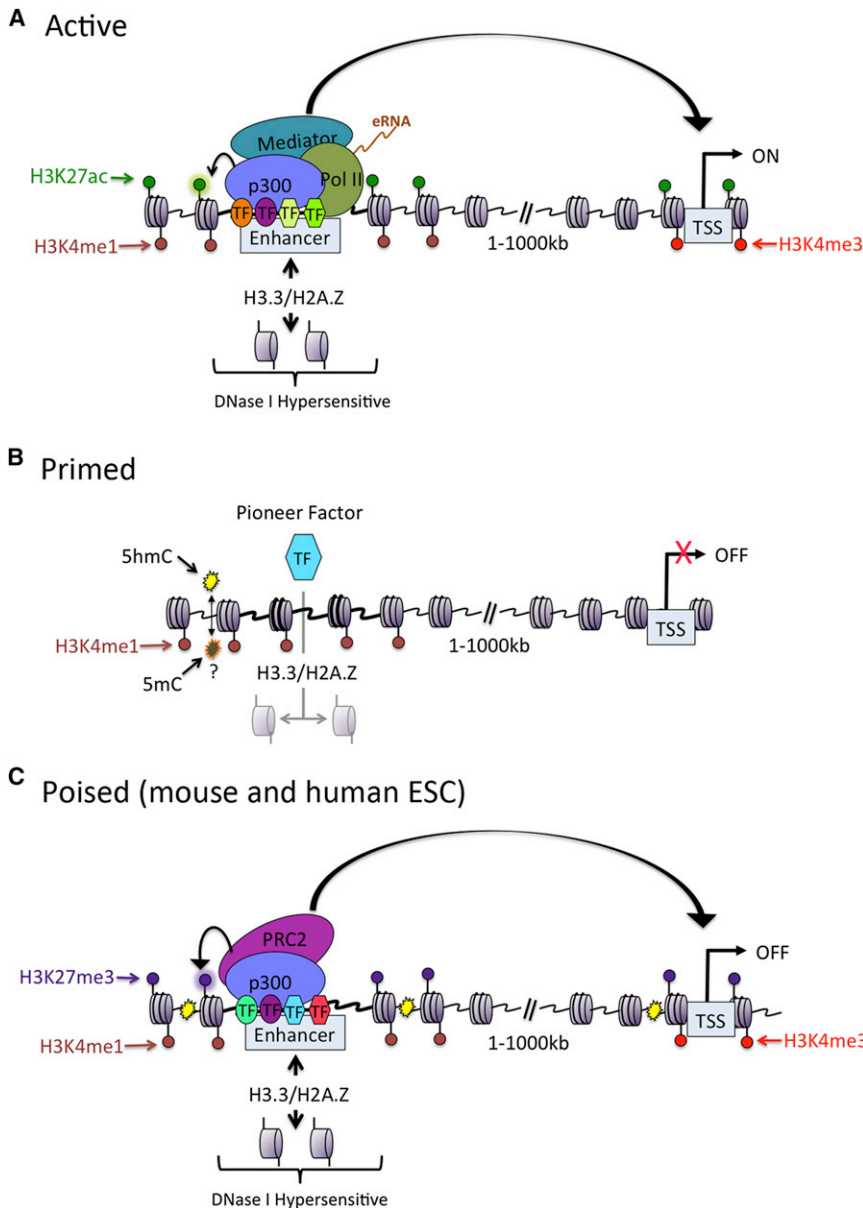 A Active
eRNA
Mediator
H3K27ac
p300
Pol II
ON
TF TF TF TF
TSS
Enhancer
H3K4me1
1-1000kb
H3K4me3
H3.3/H2A.Z
DNase I Hypersensitive
B Primed
Pioneer Factor
5hmC
TF
OFF
X
TSS
H3K4me1
1-1000kb
5mC
?
H3.3/H2A.Z
C Poised (mouse and human ESC)
PRC2
OFF
H3K27me3
p300
TF TF TF TF
TSS
Enhancer
H3K4me1
1-1000kb
H3K4me3
H3.3/H2A.Z
DNase I Hypersensitive